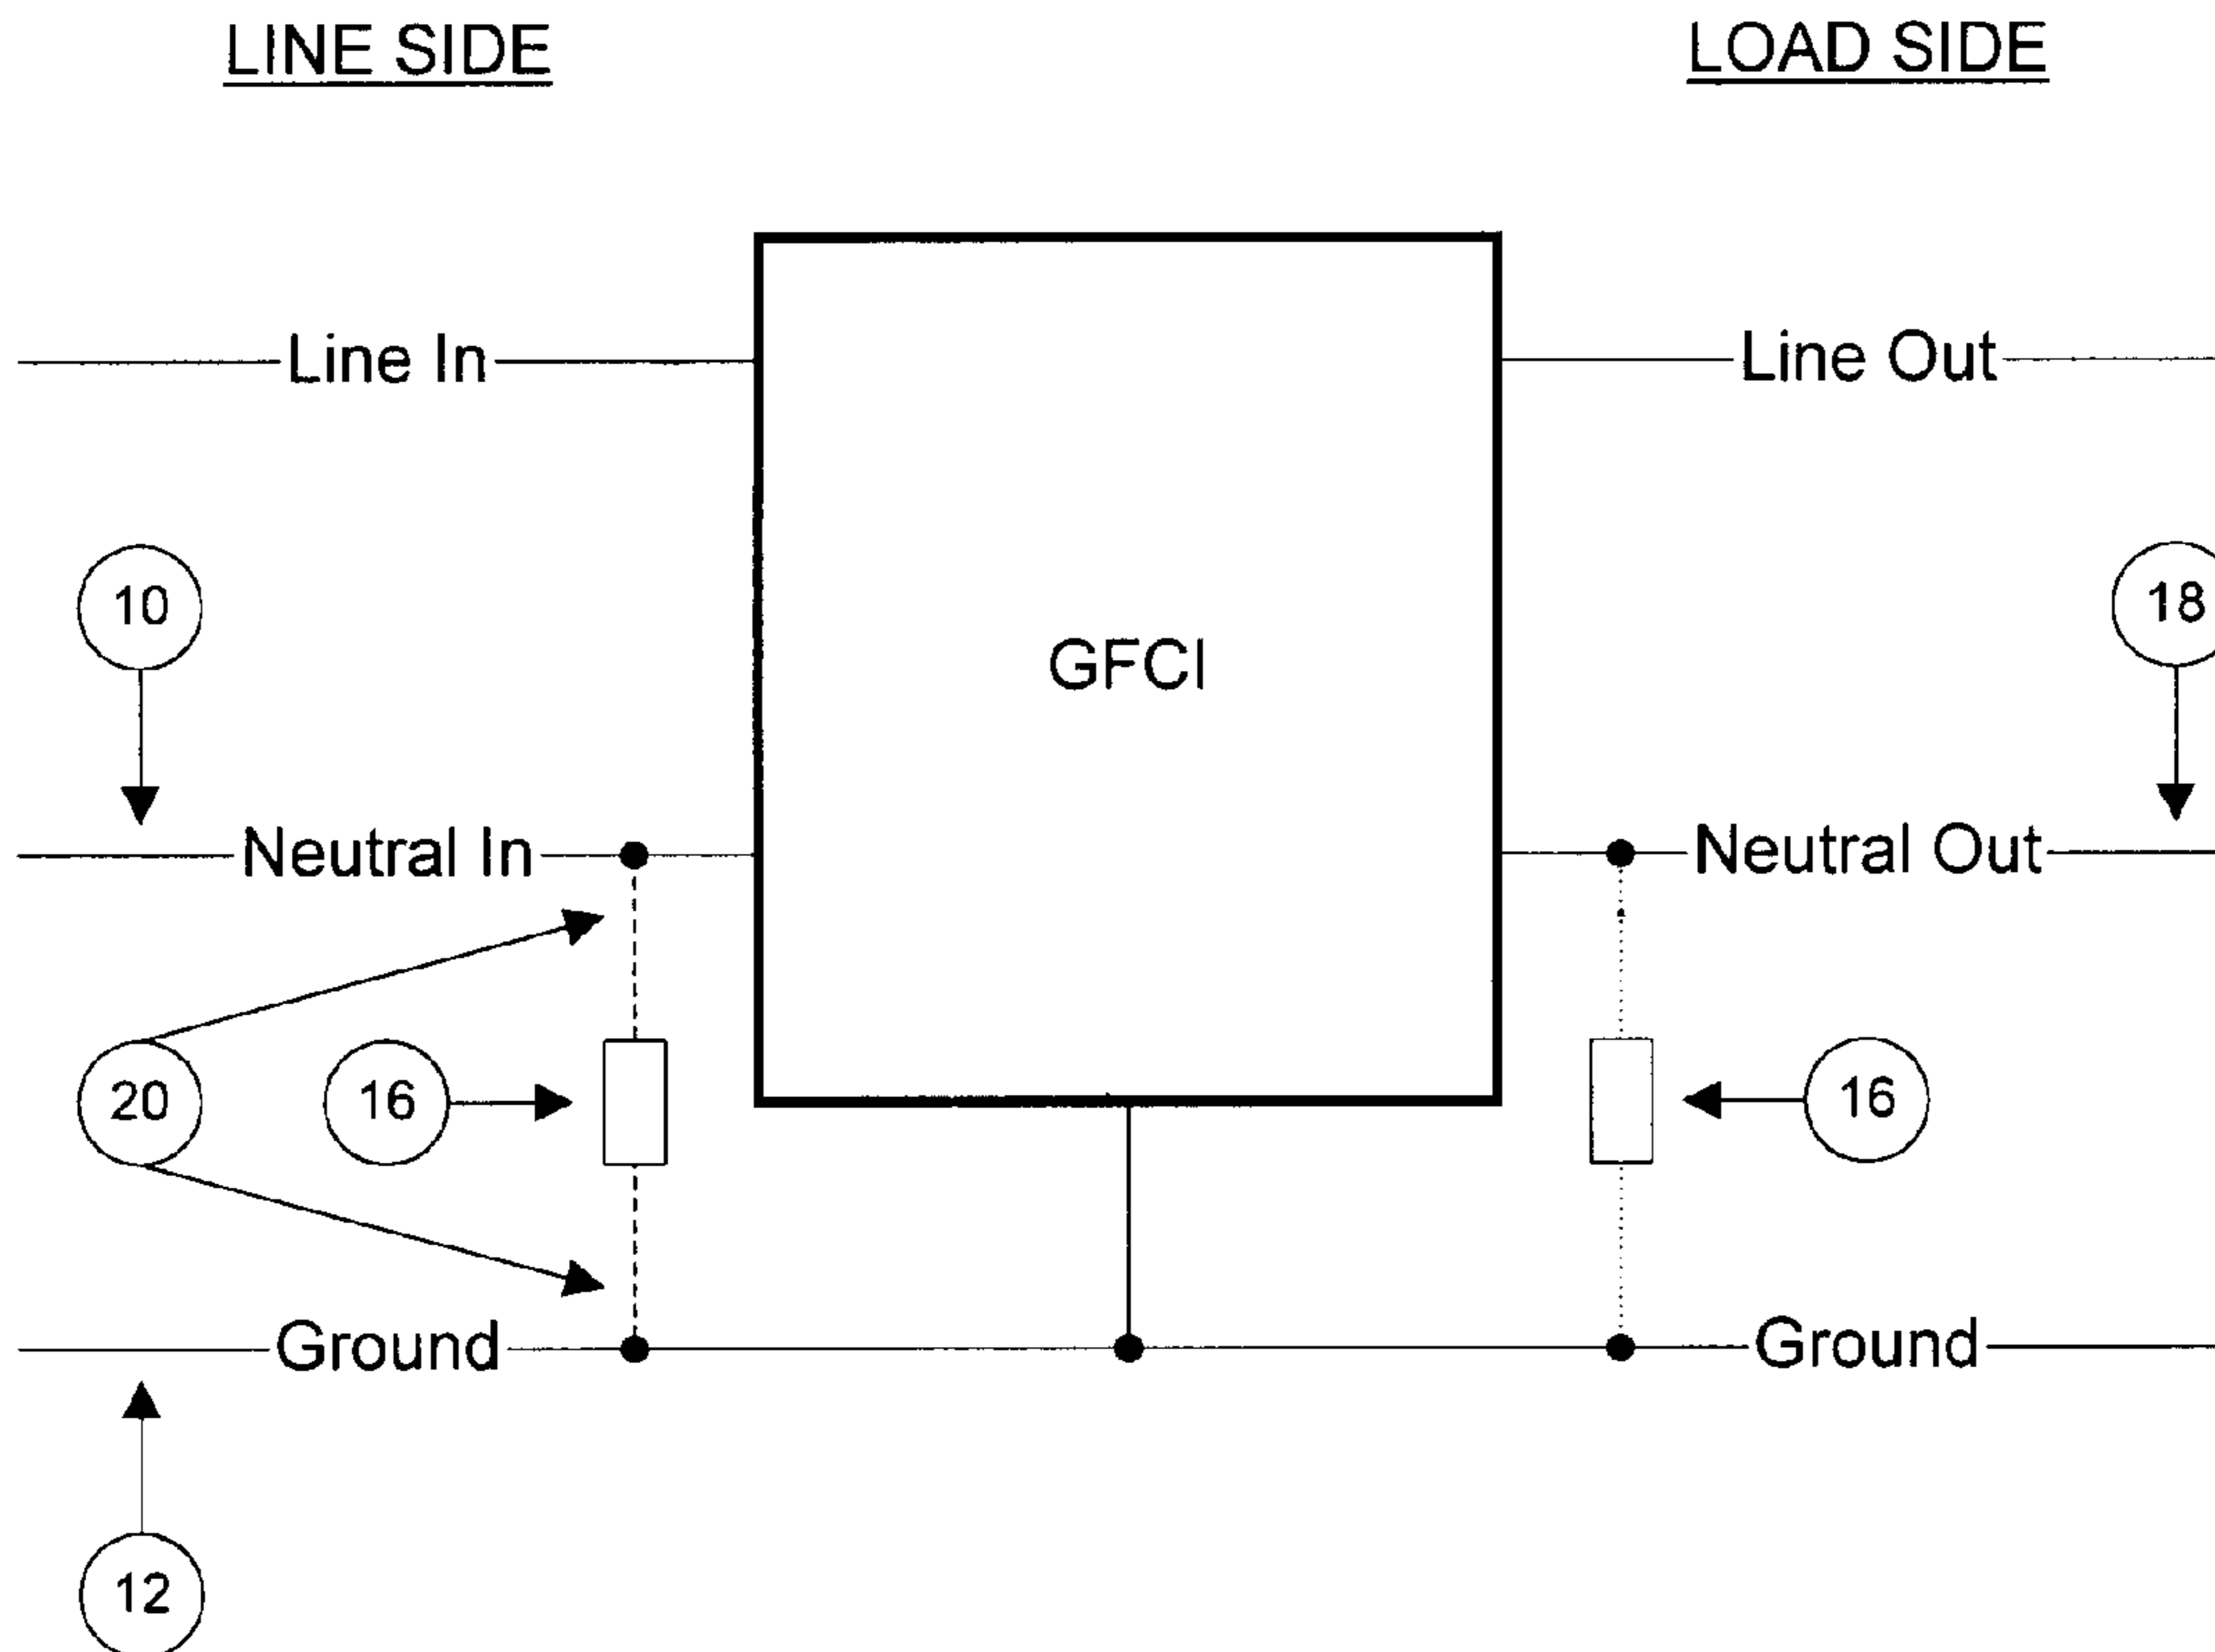 LINE SIDE
LOAD SIDE
Line In
Line Out
10
18
GFCI
Neutral In
Neutral Out
20
16
16
Ground
Ground
12